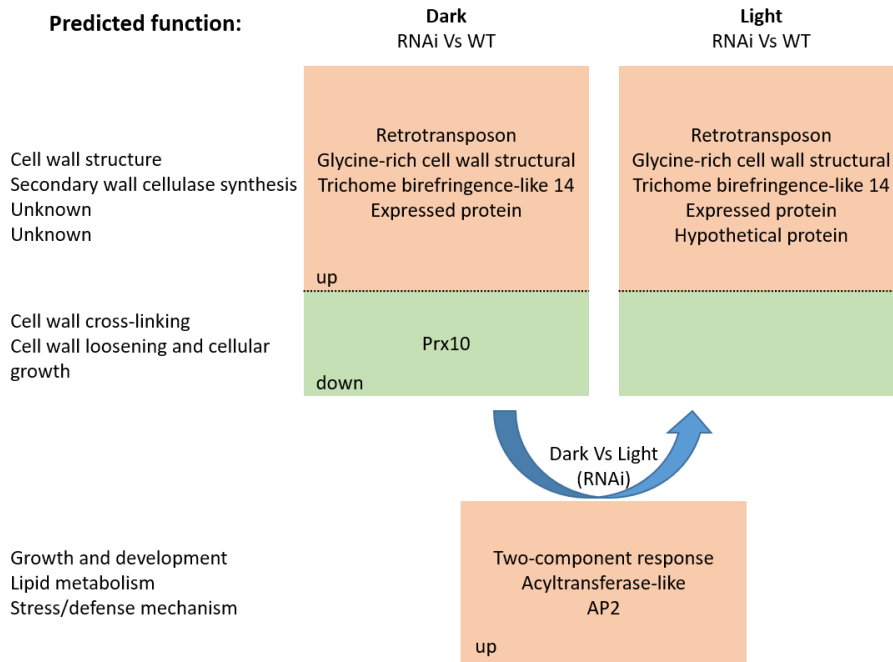 Predicted function:
Dark
RNAi Vs WT
Light
RNAi Vs WT
Cell wall structure
Secondary wall cellulase synthesis
Unknown
Unknown
Retrotransposon
Glycine-rich cell wall structural
Trichome birefringence-like 14
Expressed protein
up
Retrotransposon
Glycine-rich cell wall structural
Trichome birefringence-like 14
Expressed protein
Hypothetical protein
Cell wall cross-linking
Cell wall loosening and cellular
growth
Prx10
down
Dark Vs Light
(RNAi)
Growth and development
Lipid metabolism
Stress/defense mechanism
Two-component response
Acyltransferase-like
AP2
up